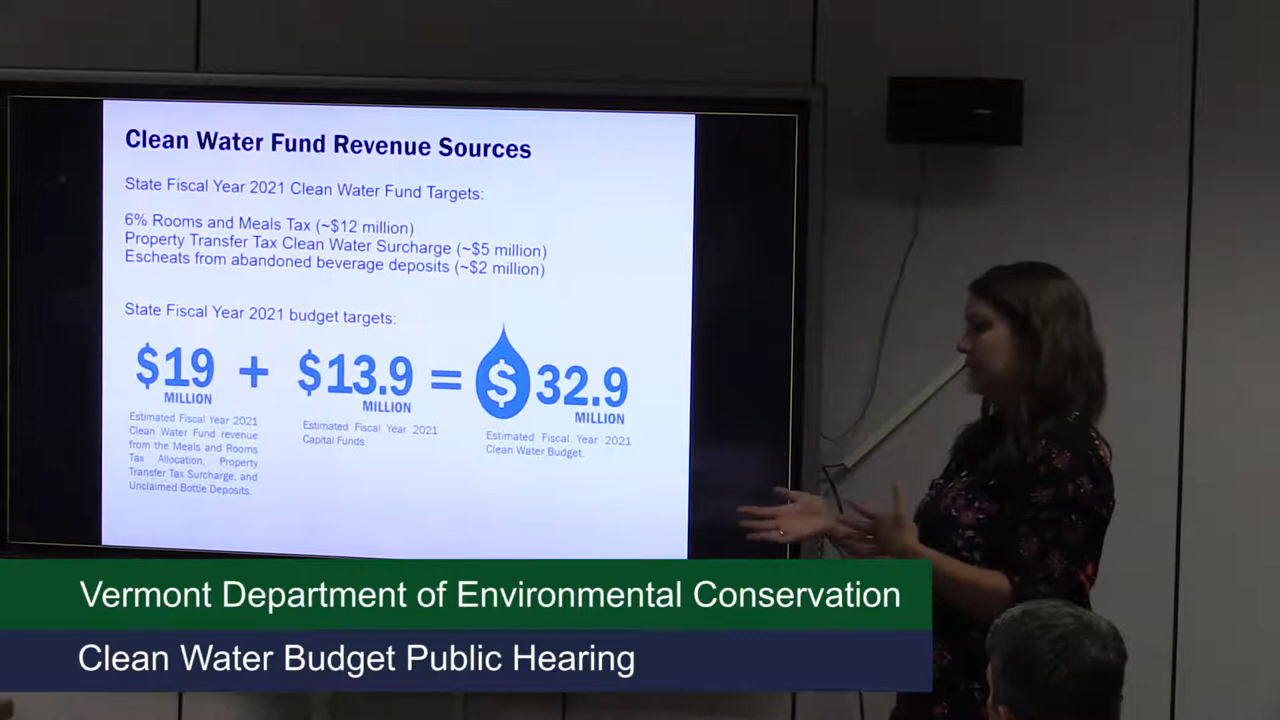 Clean Water Fund Revenue Sources
State Fiscal Year 2021 Clean Water Fund Targets:
6% Rooms and Meals Tax (~$12 million)
Property Transfer Tax Clean Water Surcharge (~$5 million)
Escheats from abandoned beverage deposits (~$2 million)
State Fiscal Year 2021 budget targets:
$19 + $13.9 = $ 32.9
MILLION MILLION MILLION
Estimated Fiscal Year 2021
Clean Water Fund revenue
from the Meals and Rooms
Tax Allocation, Property
Transfer Tax Surcharge, and
Unclaimed Bottle Deposits.
Estimated Fiscal Year 2021
Capital Funds.
Estimated Fiscal Year 2021
Clean Water Budget.
Vermont Department of Environmental Conservation
Clean Water Budget Public Hearing